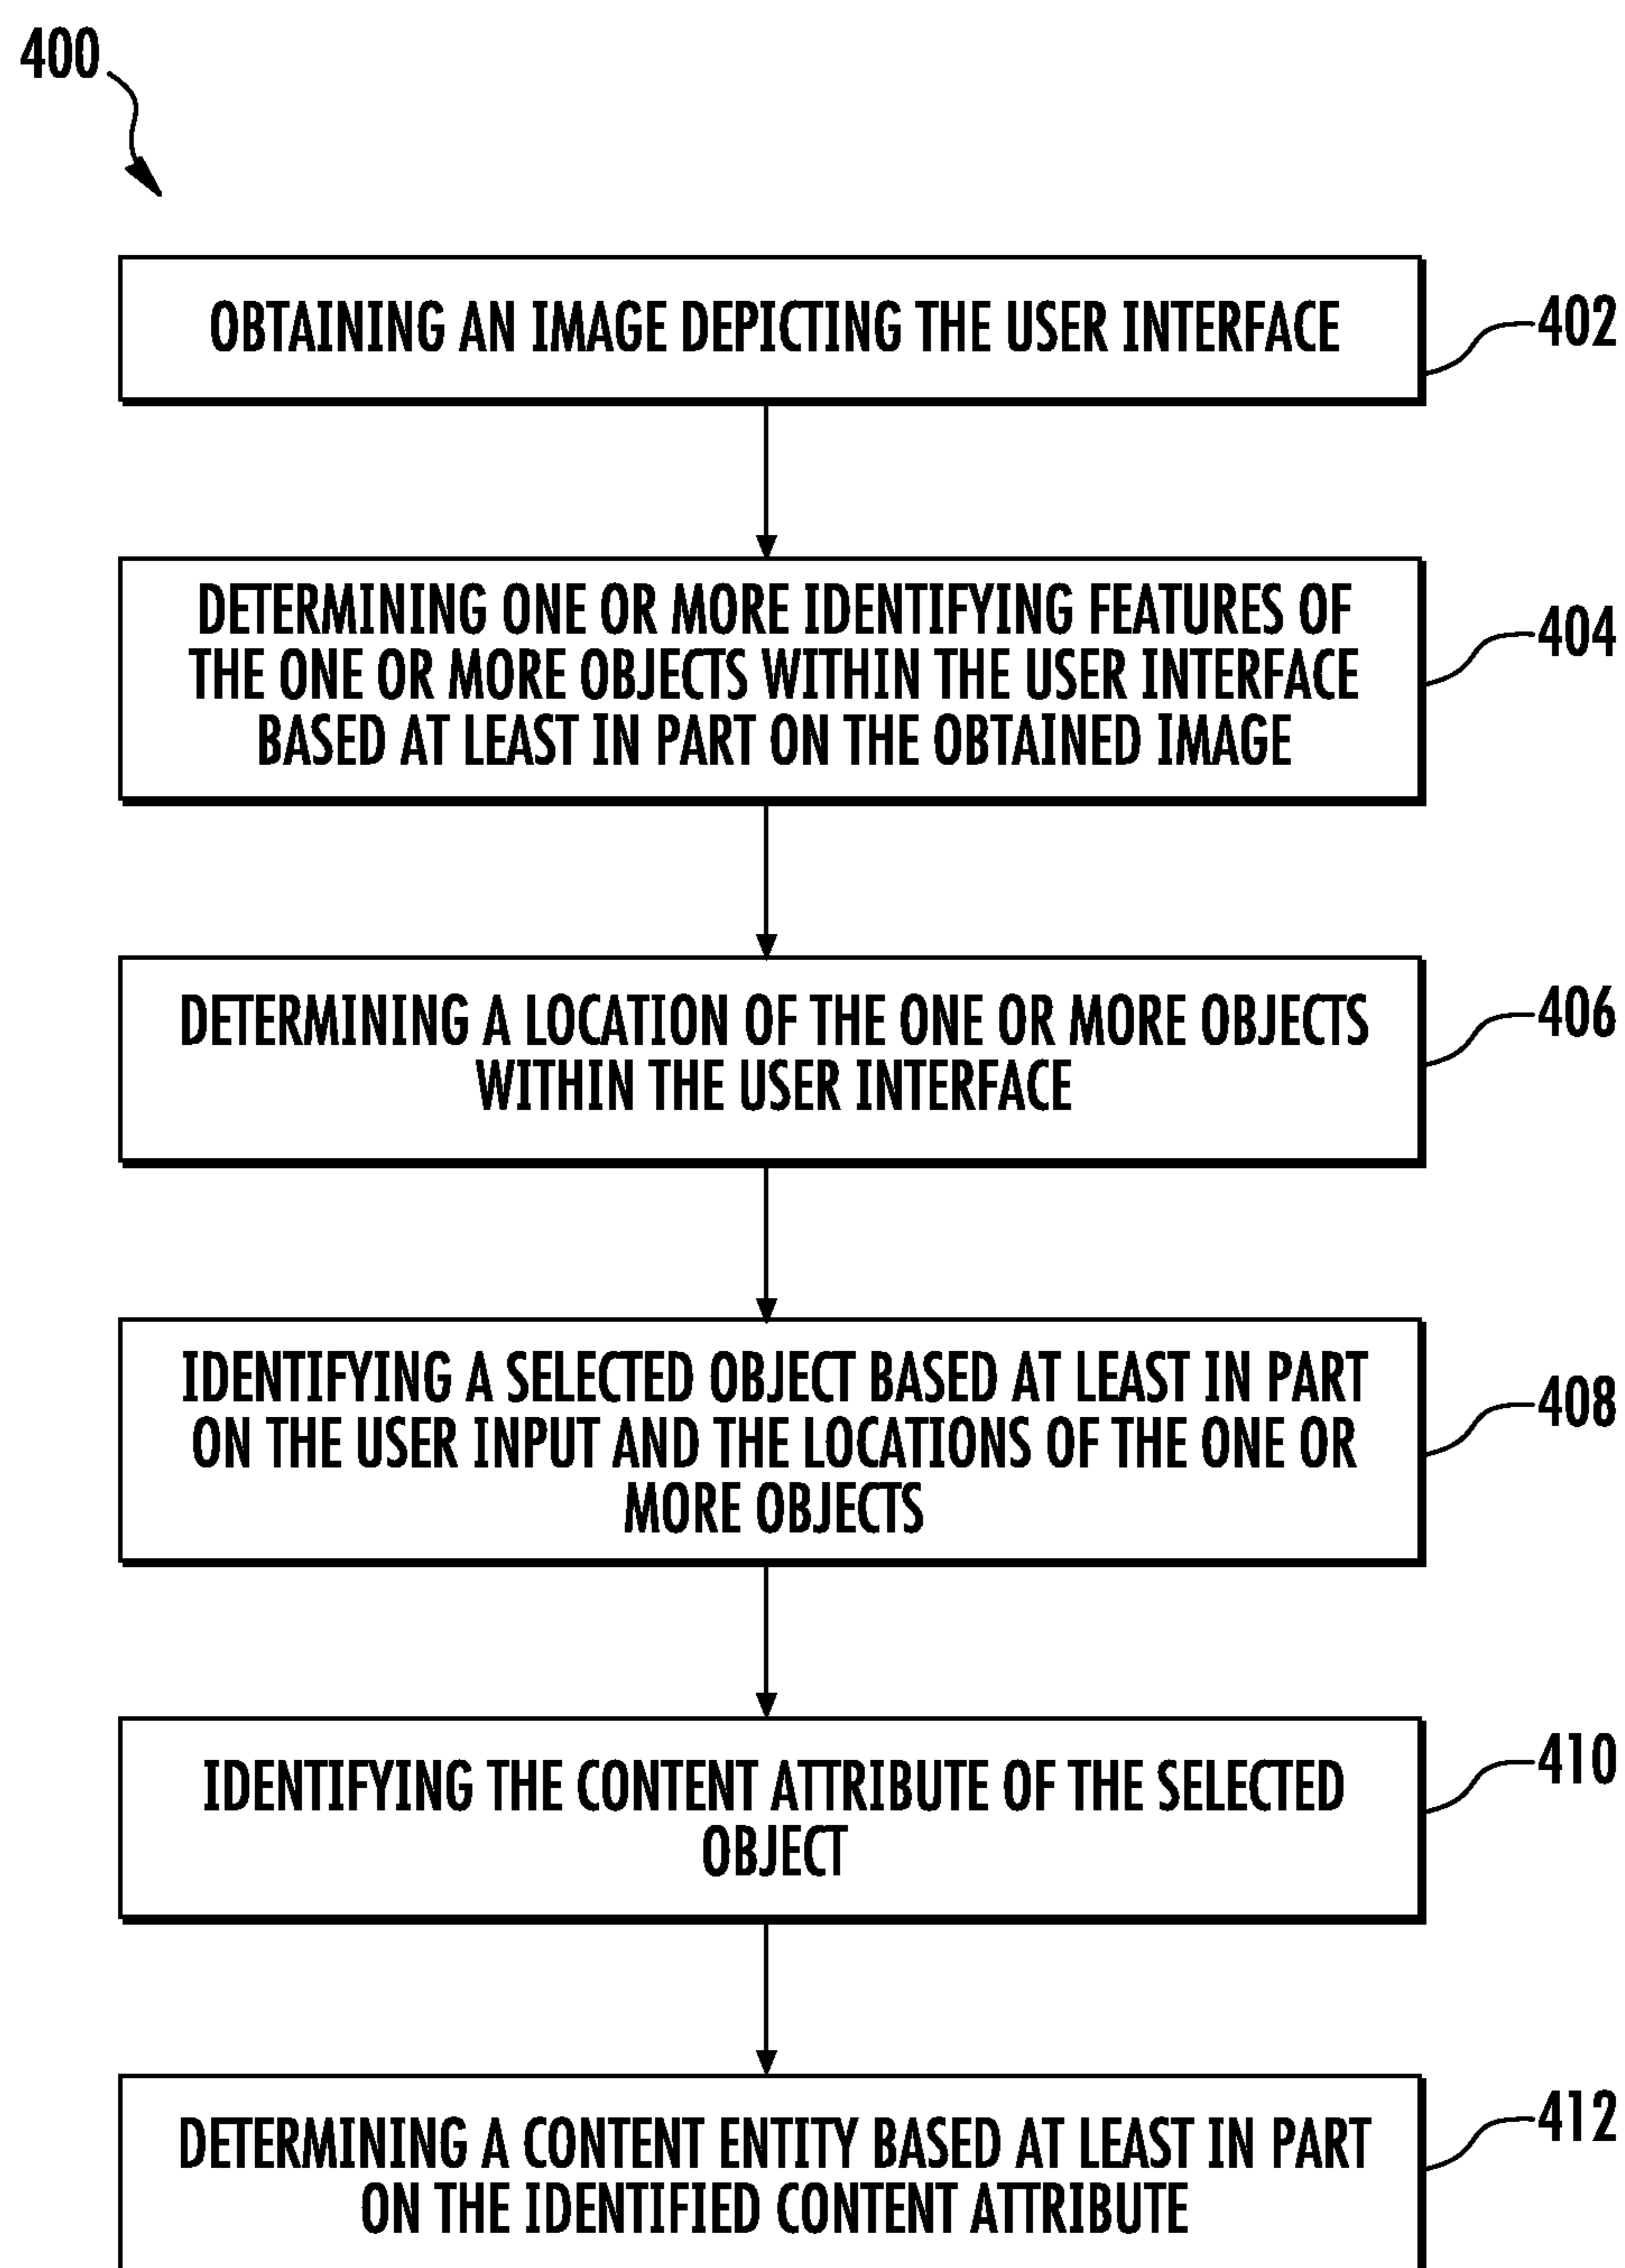 400
OBTAINING AN IMAGE DEPICTING THE USER INTERFACE
402
DETERMINING ONE OR MORE IDENTIFYING FEATURES OF
THE ONE OR MORE OBJECTS WITHIN THE USER INTERFACE
BASED AT LEAST IN PART ON THE OBTAINED IMAGE
404
DETERMINING A LOCATION OF THE ONE OR MORE OBJECTS
WITHIN THE USER INTERFACE
406
IDENTIFYING A SELECTED OBJECT BASED AT LEAST IN PART
ON THE USER INPUT AND THE LOCATIONS OF THE ONE OR
MORE OBJECTS
408
IDENTIFYING THE CONTENT ATTRIBUTE OF THE SELECTED
OBJECT
410
DETERMINING A CONTENT ENTITY BASED AT LEAST IN PART
ON THE IDENTIFIED CONTENT ATTRIBUTE
412